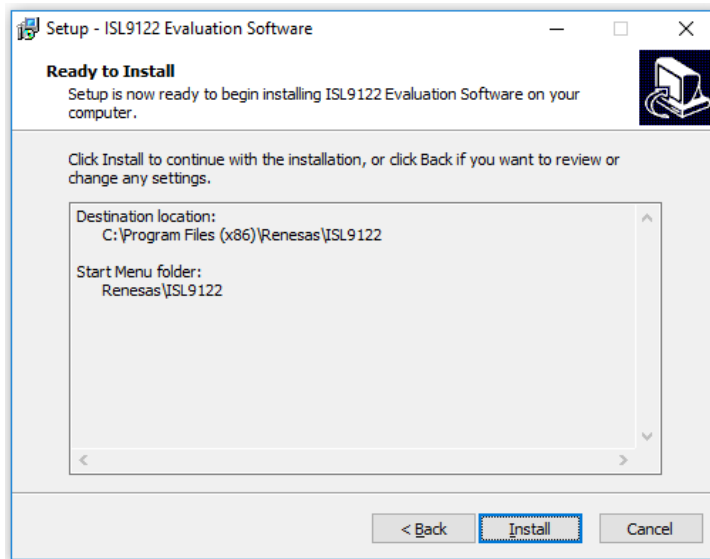 Setup - ISL9122 Evaluation Software
Ready to Install
Setup is now ready to begin installing ISL9122 Evaluation Software on your
computer.
Click Install to continue with the installation, or click Back if you want to review or
change any settings.
Destination location:
C:\Program Files (x86)\Renesas\ISL9122
Start Menu folder:
Renesas\ISL9122
< Back Install Cancel